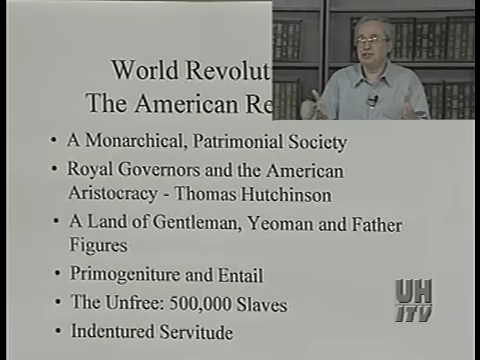 World Revolut
The American Re
• A Monarchical, Patrimonial Society
• Royal Governors and the American
Aristocracy - Thomas Hutchinson
• A Land of Gentleman, Yeoman and Father
Figures
• Primogeniture and Entail
• The Unfree: 500,000 Slaves
• Indentured Servitude
UH
ITV